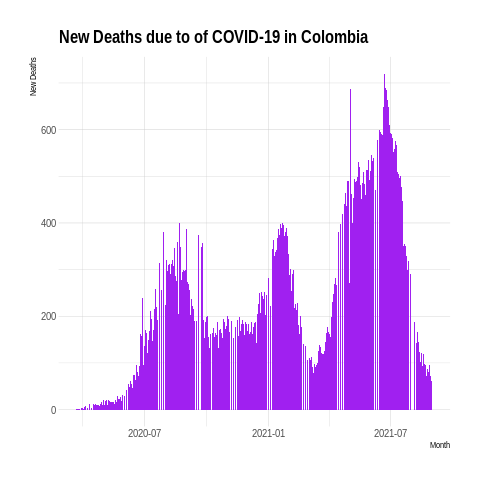 New Deaths due to of COVID-19 in Colombia
New Deaths
600
400
200
0
2020-07
2021-01
2021-07
Month